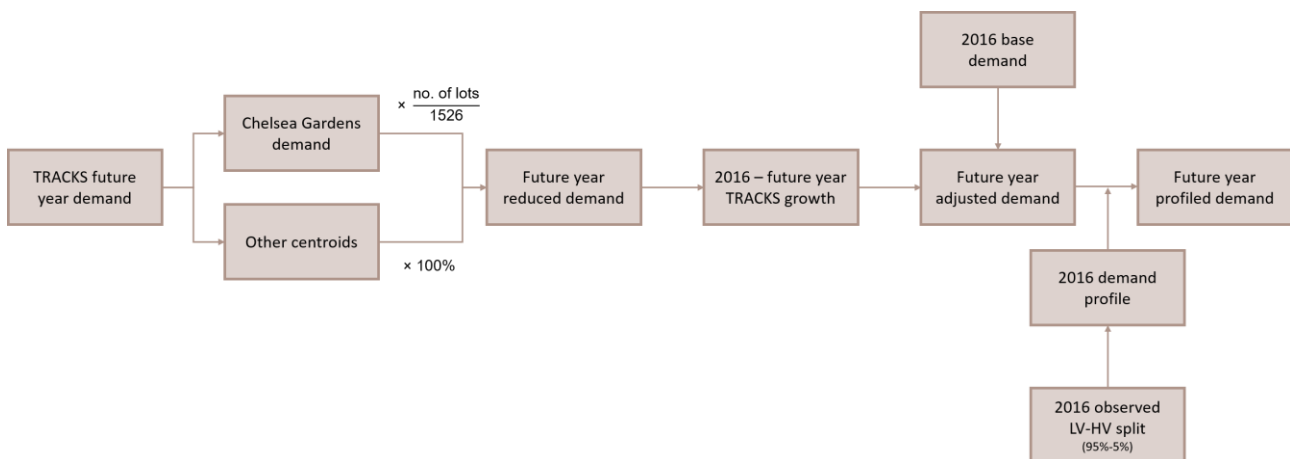 2016 base
demand
no. of lots
×
1526
Chelsea Gardens
demand
TRACKS future
year demand
Future year
reduced demand
2016 – future year
TRACKS growth
Future year
adjusted demand
Future year
profiled demand
Other centroids
× 100%
2016 demand
profile
2016 observed
LV-HV split
(95%-5%)